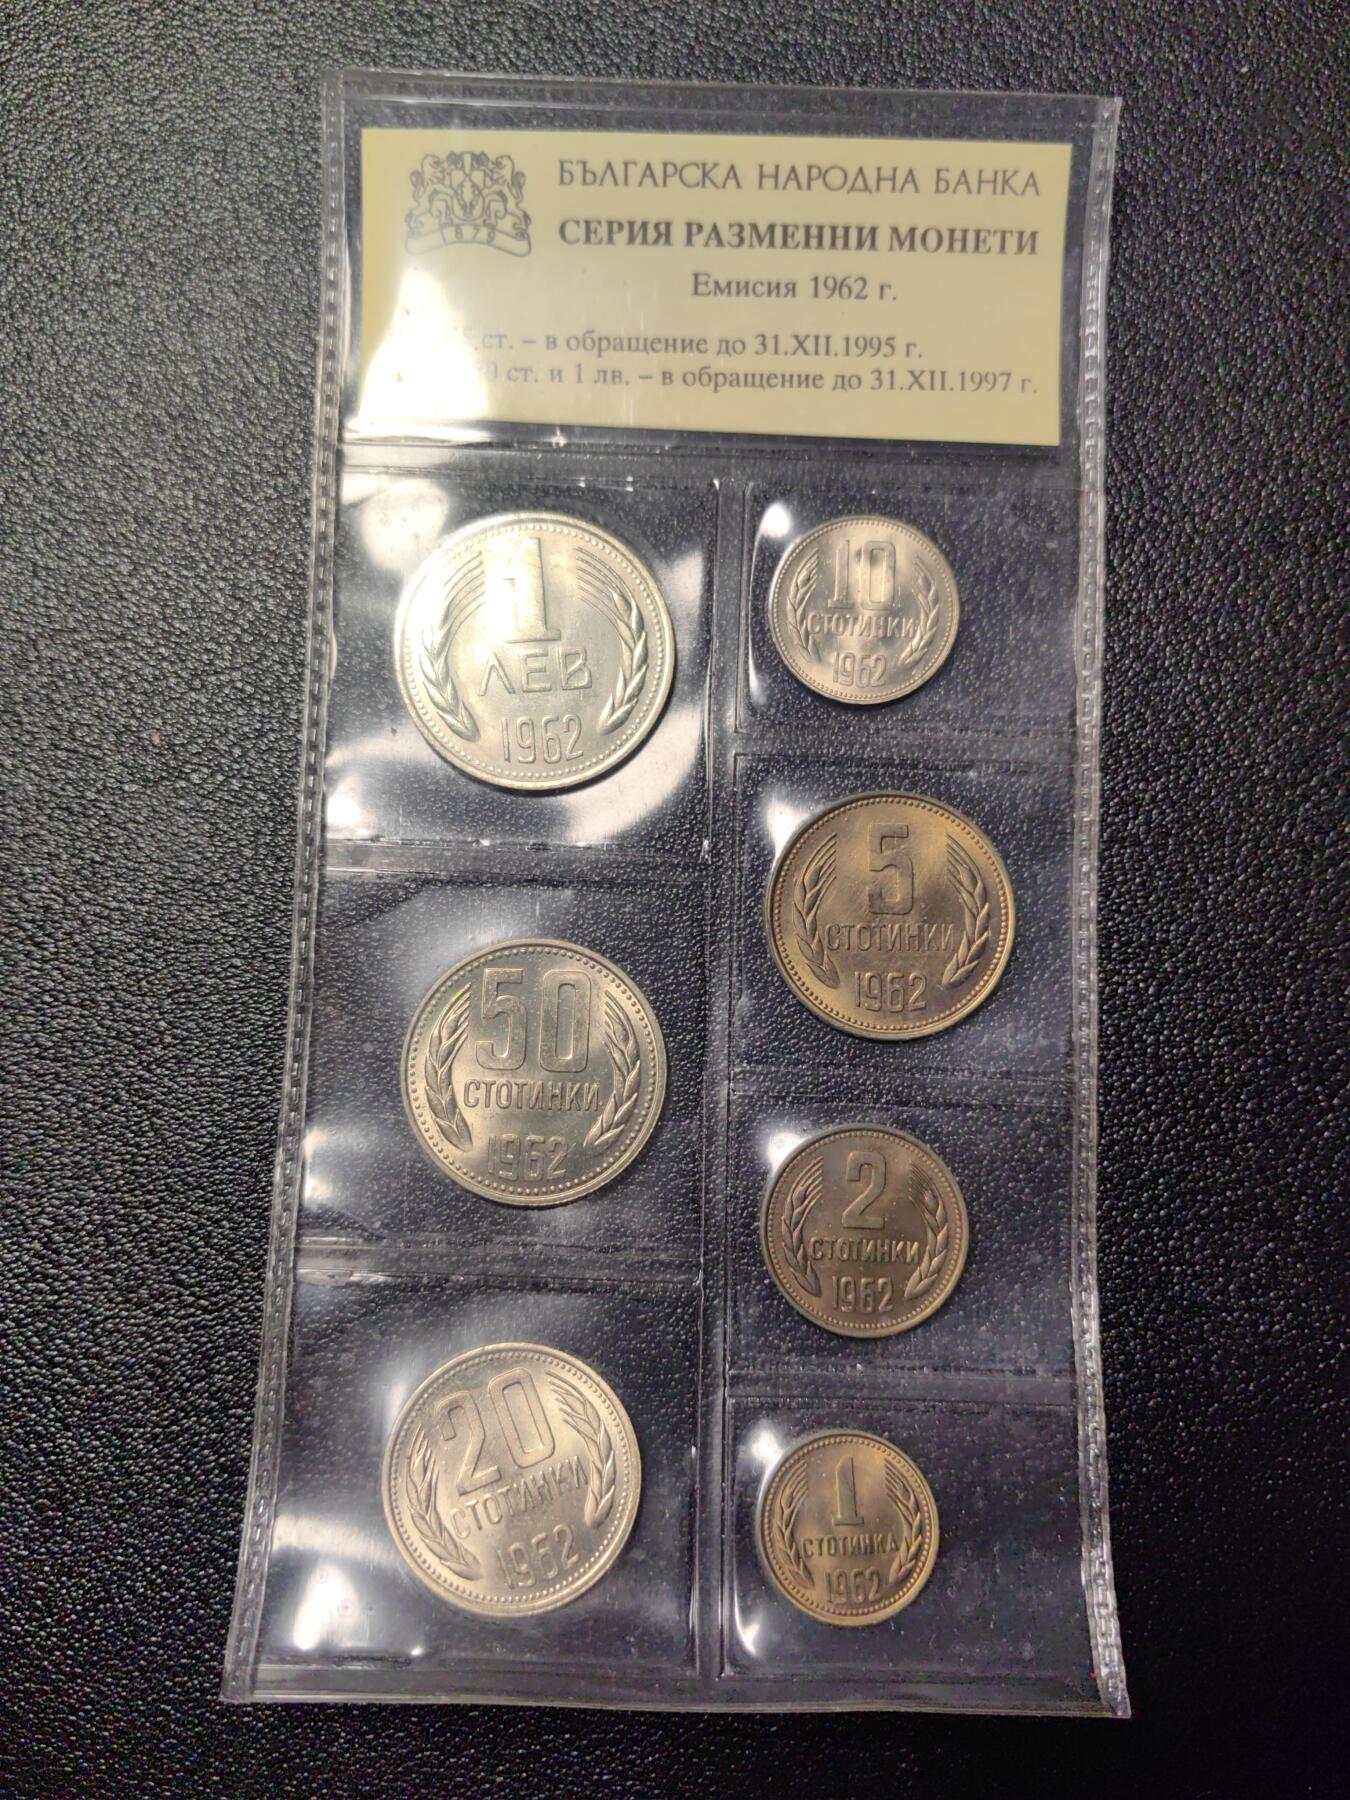 БЪЛГАРСКА НАРОДНА БАНКА
1879
СЕРИЯ РАЗМЕННИ МОНЕТИ
Емисия 1962 г.
5 ст. – в обращение до 31.XII.1995 г.
ст. и 1 лв. – в обращение до 31.XII.1997 г.
1
ЛЕВ
1962
10
СТОТИНКИ
1962
5
СТОТИНКИ
1962
50
СТОТИНКИ
1962
2
СТОТИНКИ
1962
20
СТОТИНКИ
1962
1
СТОТИНКА
1962